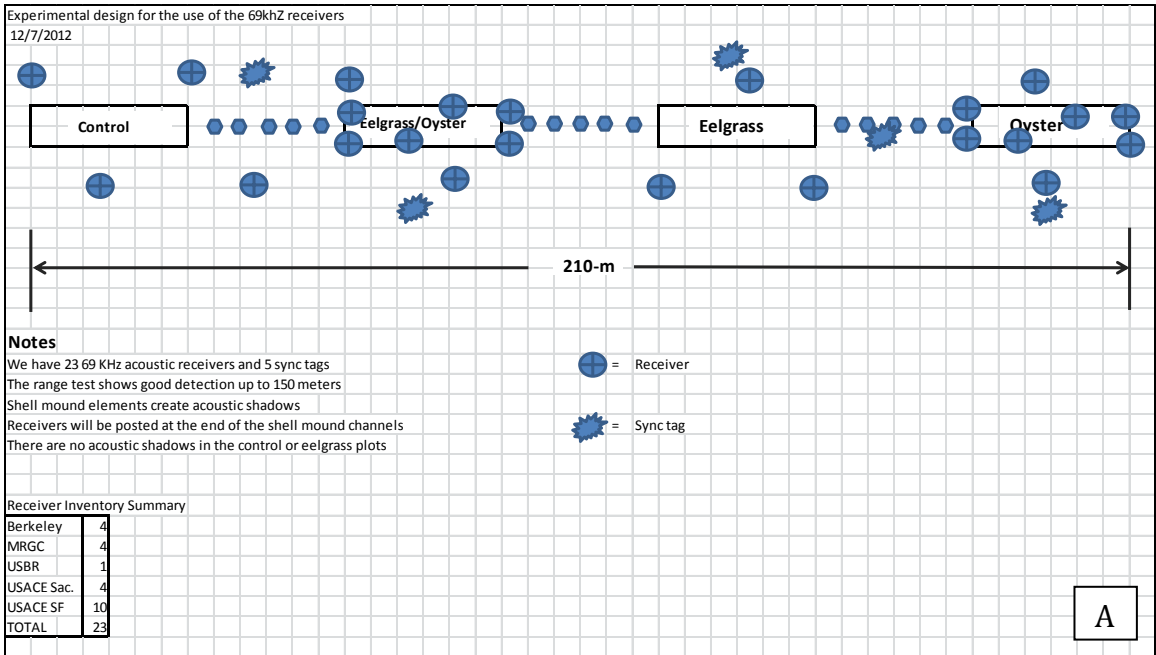 Experimental design for the use of the 69khZ receivers
12/7/2012
Control
Eelgrass/Oyster
Eelgrass
Oyster
210-m
Notes
We have 23 69 KHz acoustic receivers and 5 sync tags
The range test shows good detection up to 150 meters
Shell mound elements create acoustic shadows
Receivers will be posted at the end of the shell mound channels
There are no acoustic shadows in the control or eelgrass plots
= Receiver
= Sync tag
Receiver Inventory Summary
Berkeley 4
MRGC 4
USBR 1
USACE Sac. 4
USACE SF 10
TOTAL 23
A